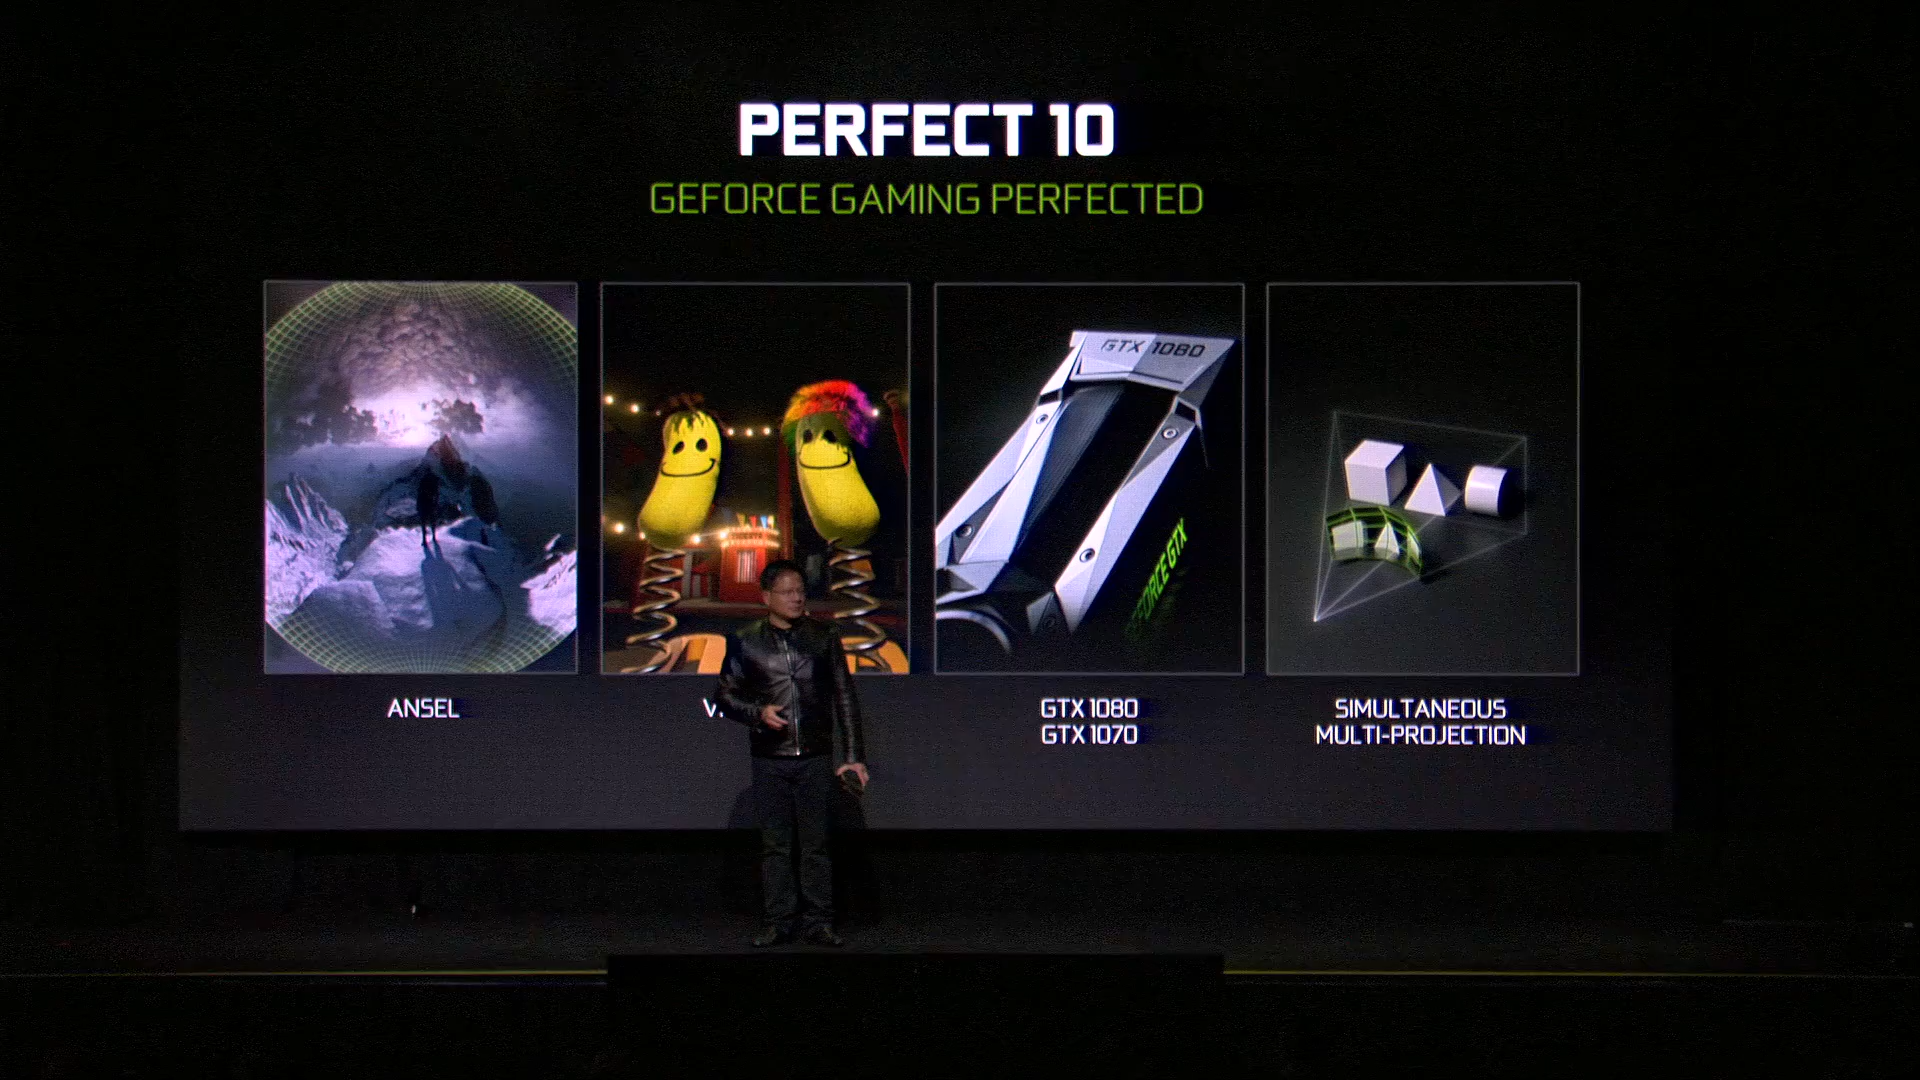 PERFECT 10
GEFORCE GAMING PERFECTED
GTX 1080
GEFORCE GTX
ANSEL
GTX 1080
GTX 1070
SIMULTANEOUS
MULTI-PROJECTION